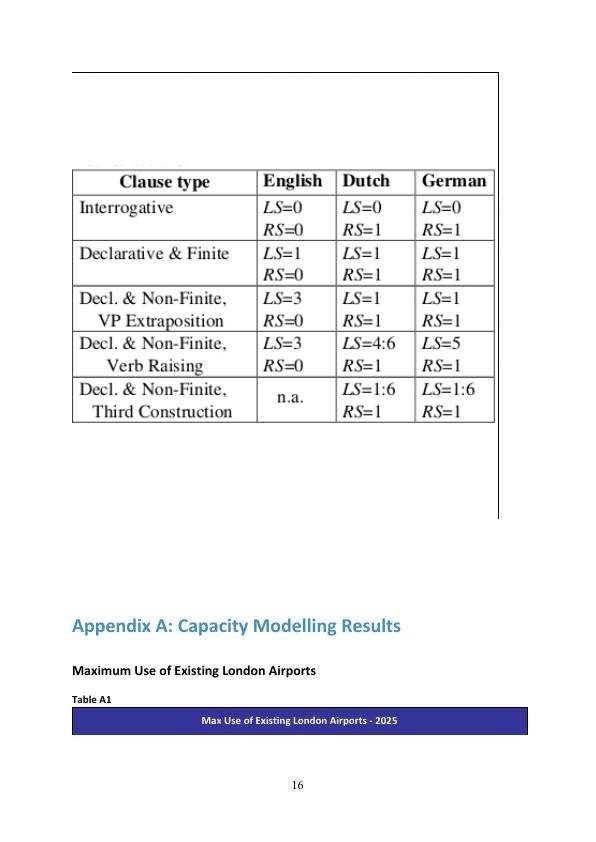 Clause type English Dutch German
Interrogative LS=0 LS=0 LS=0
RS=0 RS=1 RS=1
Declarative & Finite LS=1 LS=1 LS=1
RS=0 RS=1 RS=1
Decl. & Non-Finite, LS=3 LS=1 LS=1
VP Extraposition RS=0 RS=1 RS=1
Decl. & Non-Finite, LS=3 LS=4:6 LS=5
Verb Raising RS=0 RS=1 RS=1
Decl. & Non-Finite, n.a. LS=1:6 LS=1:6
Third Construction RS=1 RS=1
Appendix A: Capacity Modelling Results
Maximum Use of Existing London Airports
Table A1
Max Use of Existing London Airports - 2025
16